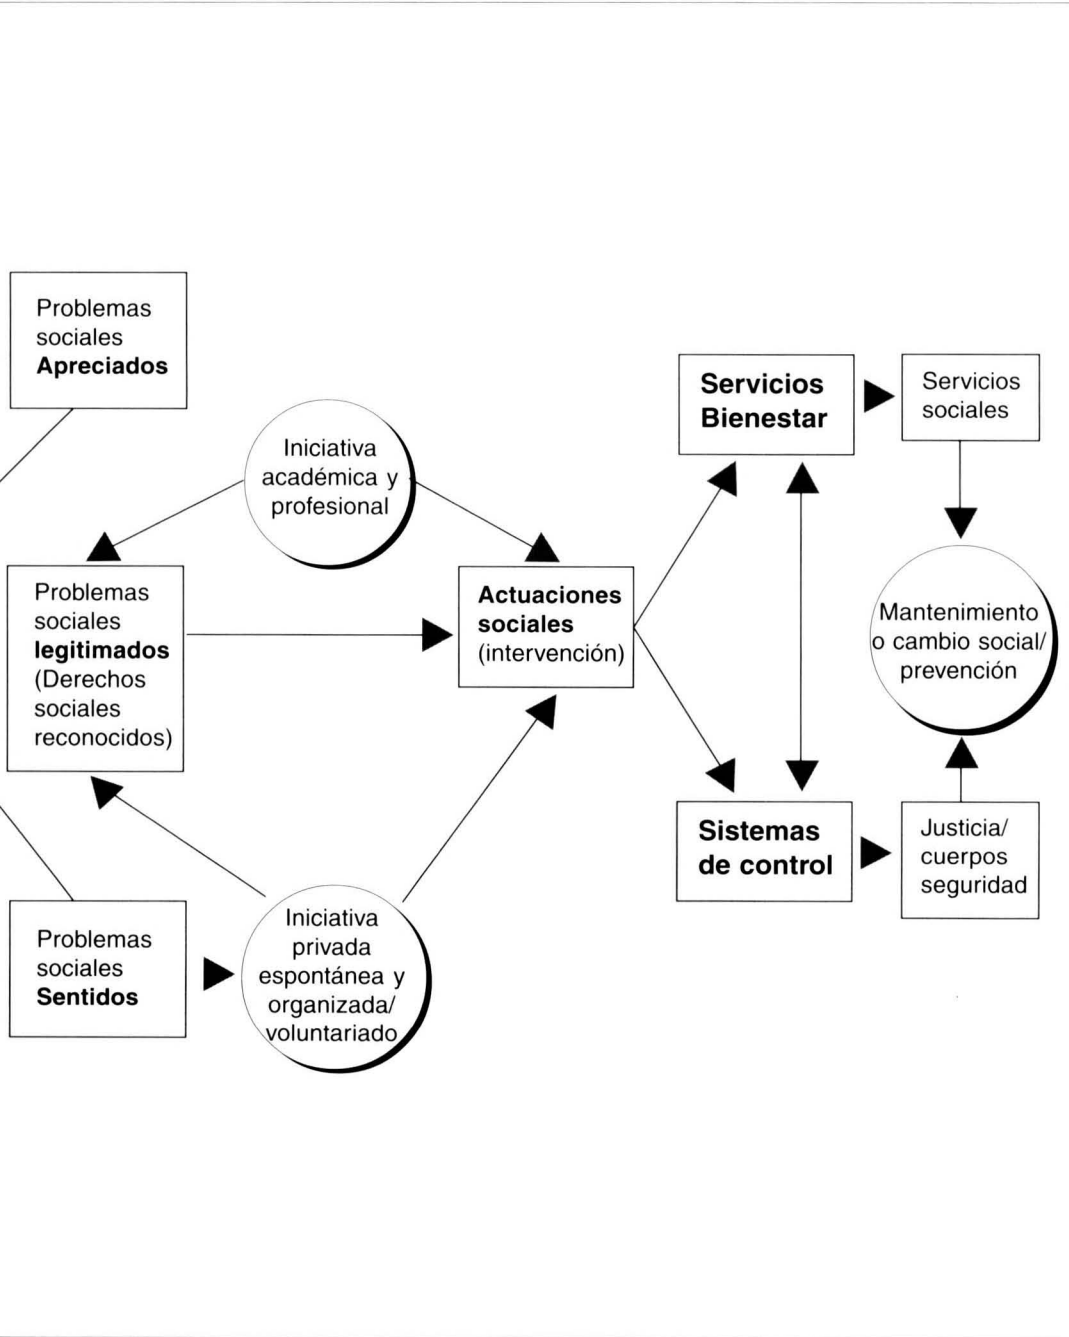 Problemas
sociales
Apreciados
Iniciativa
académica y
profesional
Problemas
sociales
legitimados
(Derechos
sociales
reconocidos)
Actuaciones
sociales
(intervención)
Problemas
sociales
Sentidos
Iniciativa
privada
espontánea y
organizada/
voluntariado
Servicios
Bienestar
Servicios
sociales
Mantenimiento
o cambio social/
prevención
Sistemas
de control
Justicia/
cuerpos
seguridad